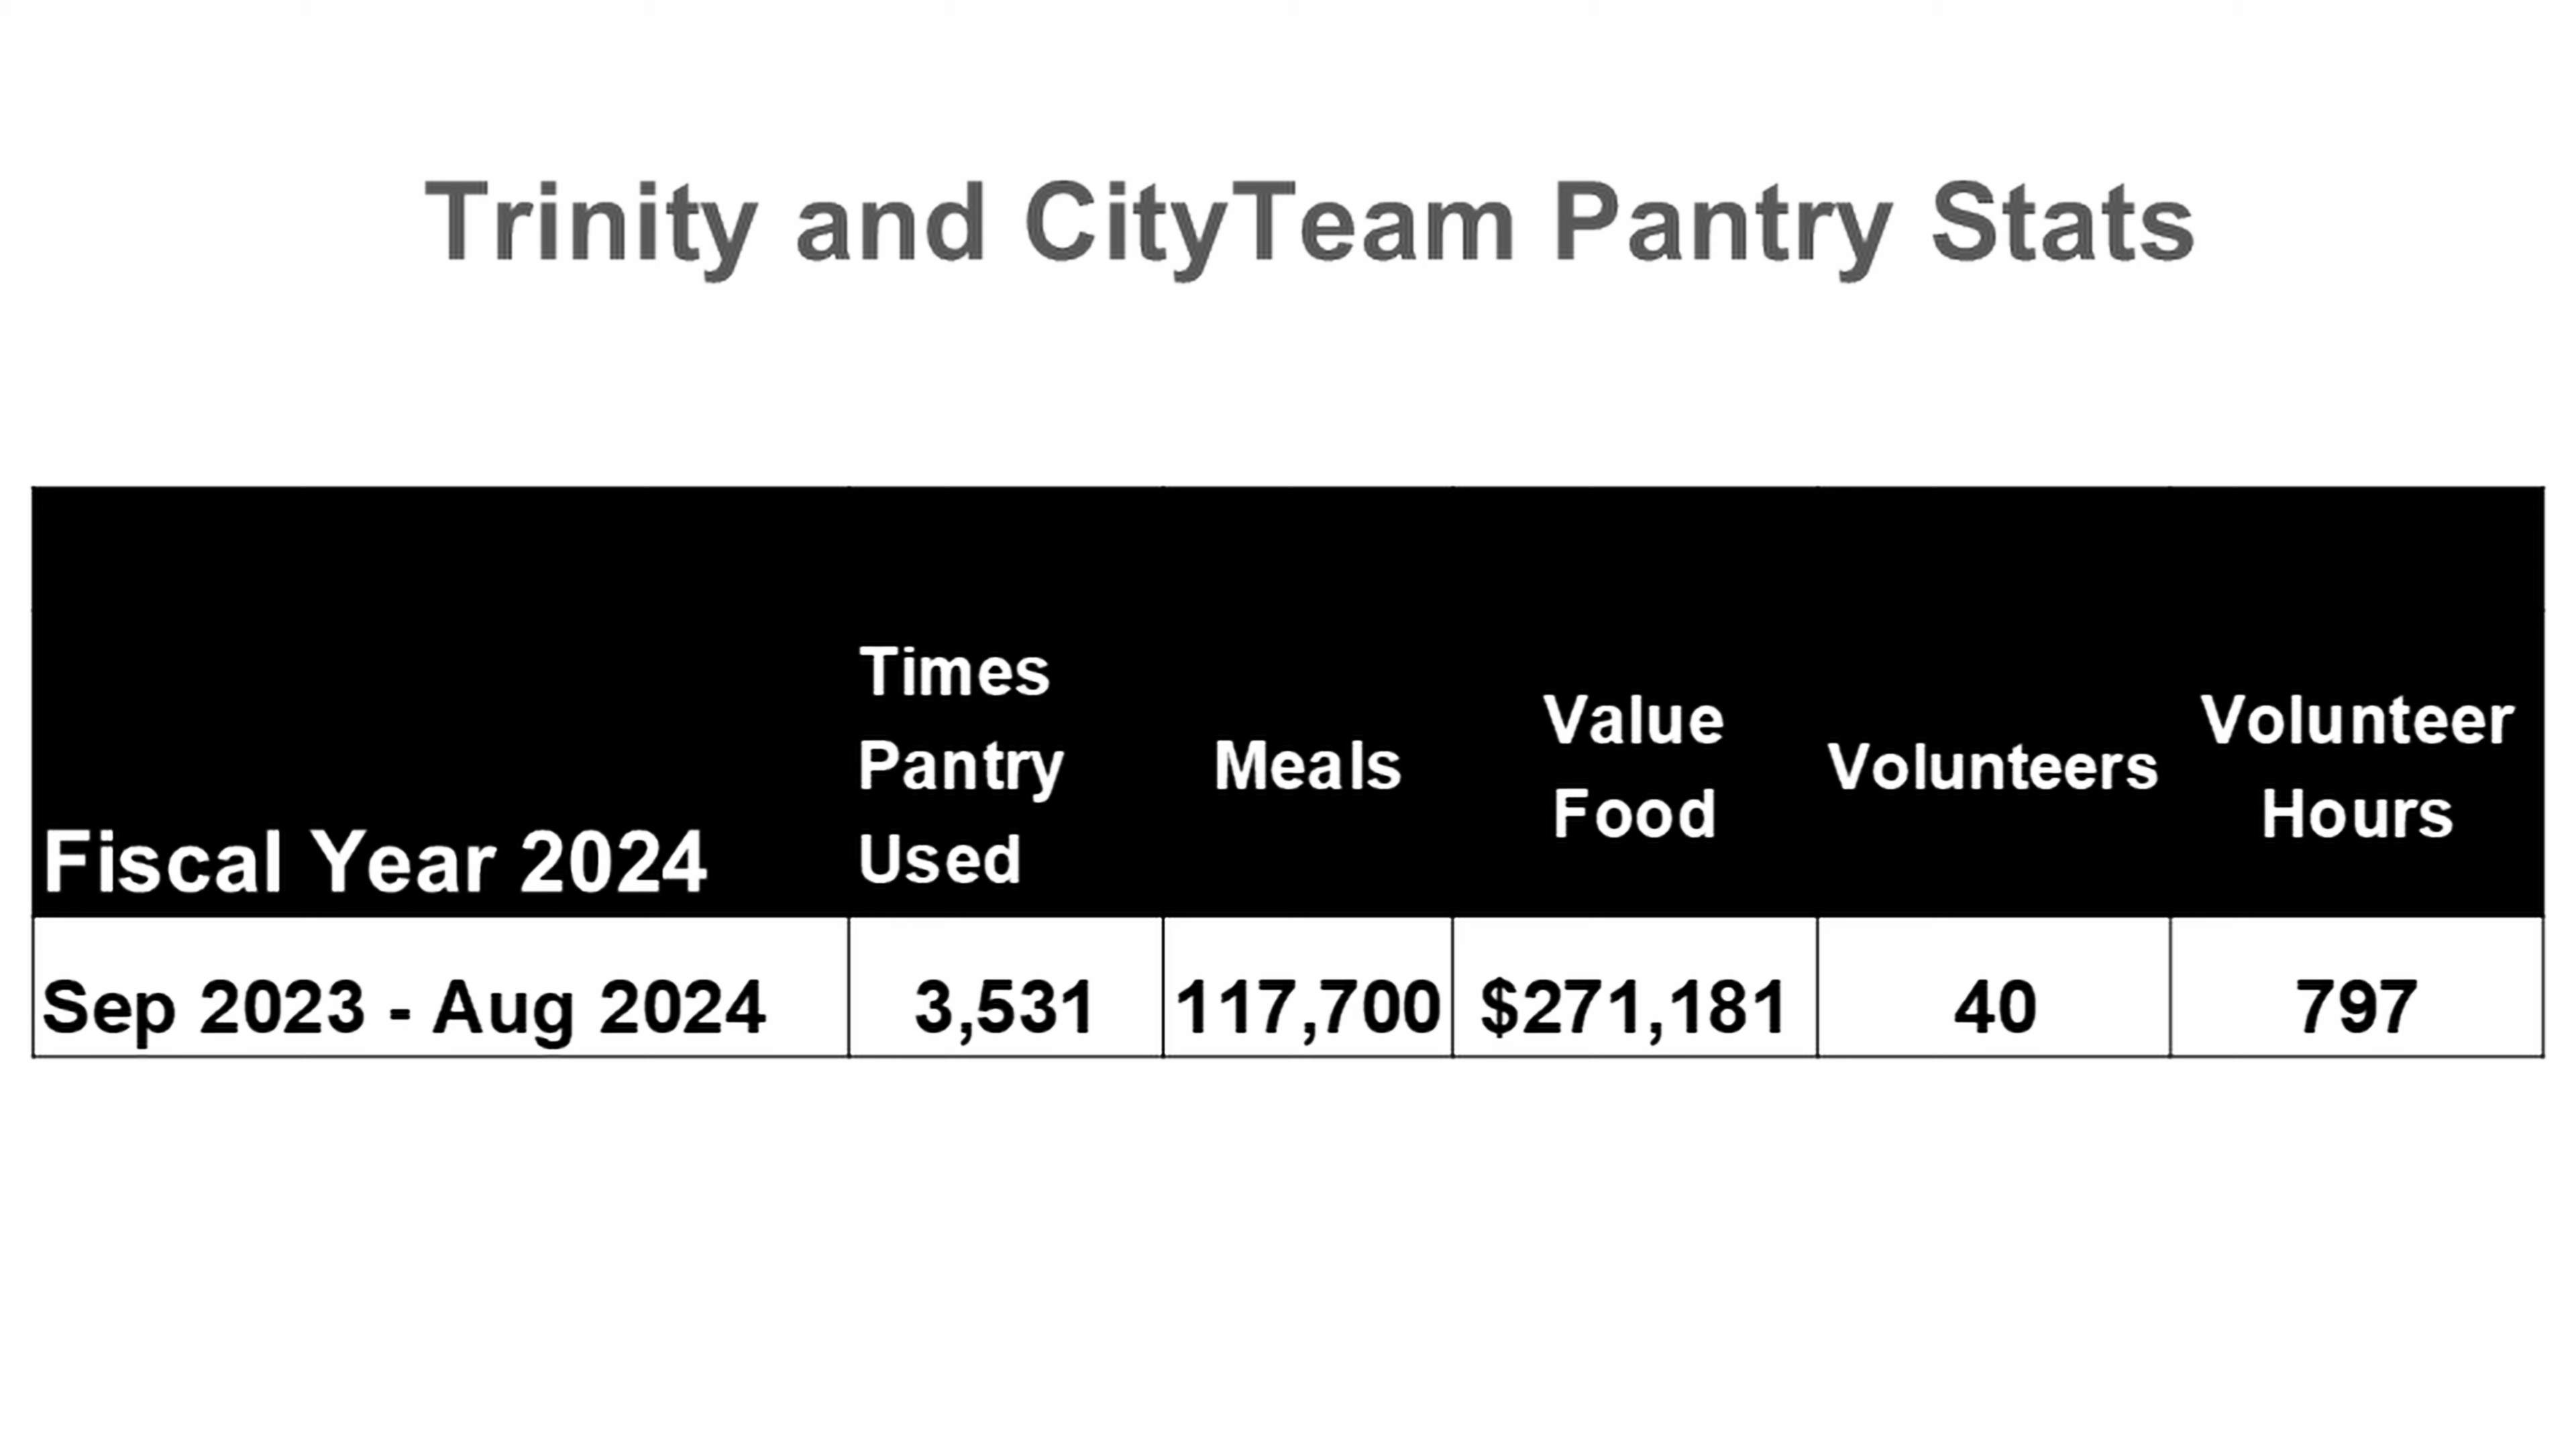 Trinity and CityTeam Pantry Stats
Fiscal Year 2024
Times
Pantry
Used
Meals
Value
Food
Volunteers
Volunteer
Hours
Sep 2023 - Aug 2024 3,531 117,700 $271,181 40 797